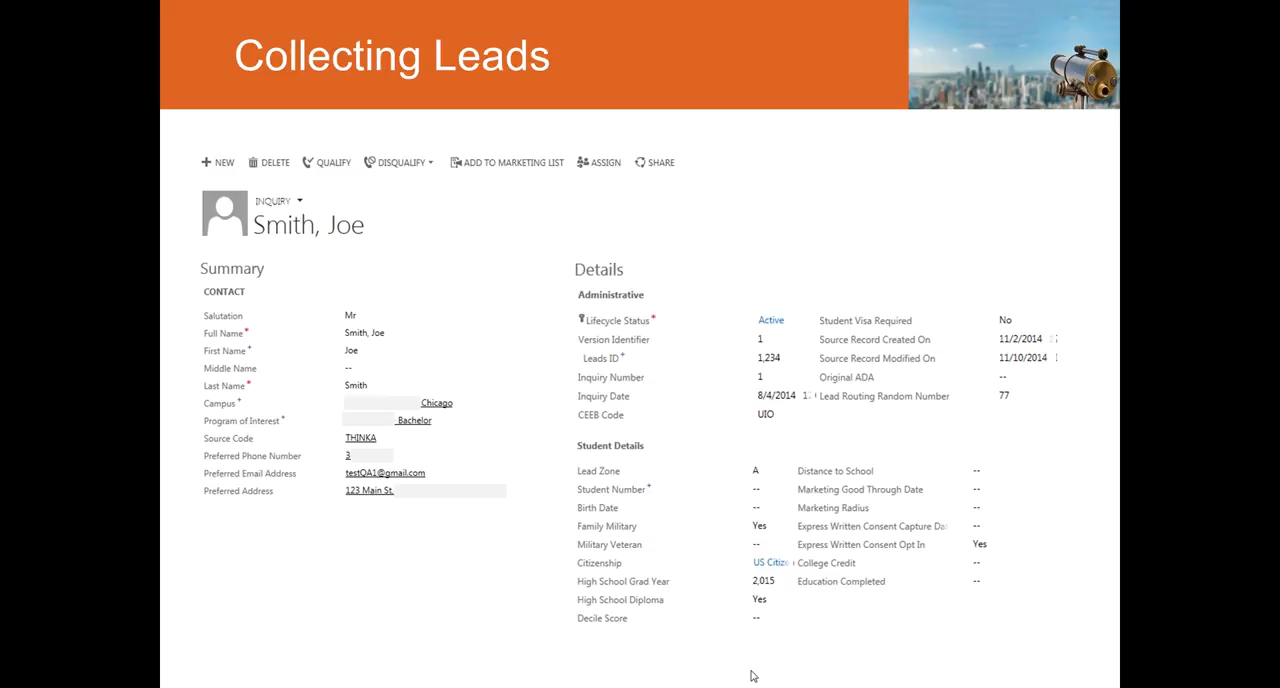 Collecting Leads
NEW DELETE QUALIFY DISQUALIFY ADD TO MARKETING LIST ASSIGN SHARE
INQUIRY
Smith, Joe
Summary
CONTACT
Salutation Mr
Full Name* Smith, Joe
First Name+ Joe
Middle Name --
Last Name* Smith
Campus+ Chicago
Program of Interest+ Bachelor
Source Code THINKA
Preferred Phone Number 3
Preferred Email Address testQA1@gmail.com
Preferred Address 123 Main St.
Details
Administrative
Lifecycle Status* Active Student Visa Required No
Version Identifier 1 Source Record Created On 11/2/2014
Leads ID+ 1,234 Source Record Modified On 11/10/2014
Inquiry Number 1 Original ADA --
Inquiry Date 8/4/2014 Lead Routing Random Number 77
CEEB Code UIO
Student Details
Lead Zone A Distance to School --
Student Number+ -- Marketing Good Through Date --
Birth Date -- Marketing Radius --
Family Military Yes Express Written Consent Capture Da --
Military Veteran -- Express Written Consent Opt In Yes
Citizenship US Citize College Credit --
High School Grad Year 2,015 Education Completed --
High School Diploma Yes
Decile Score --